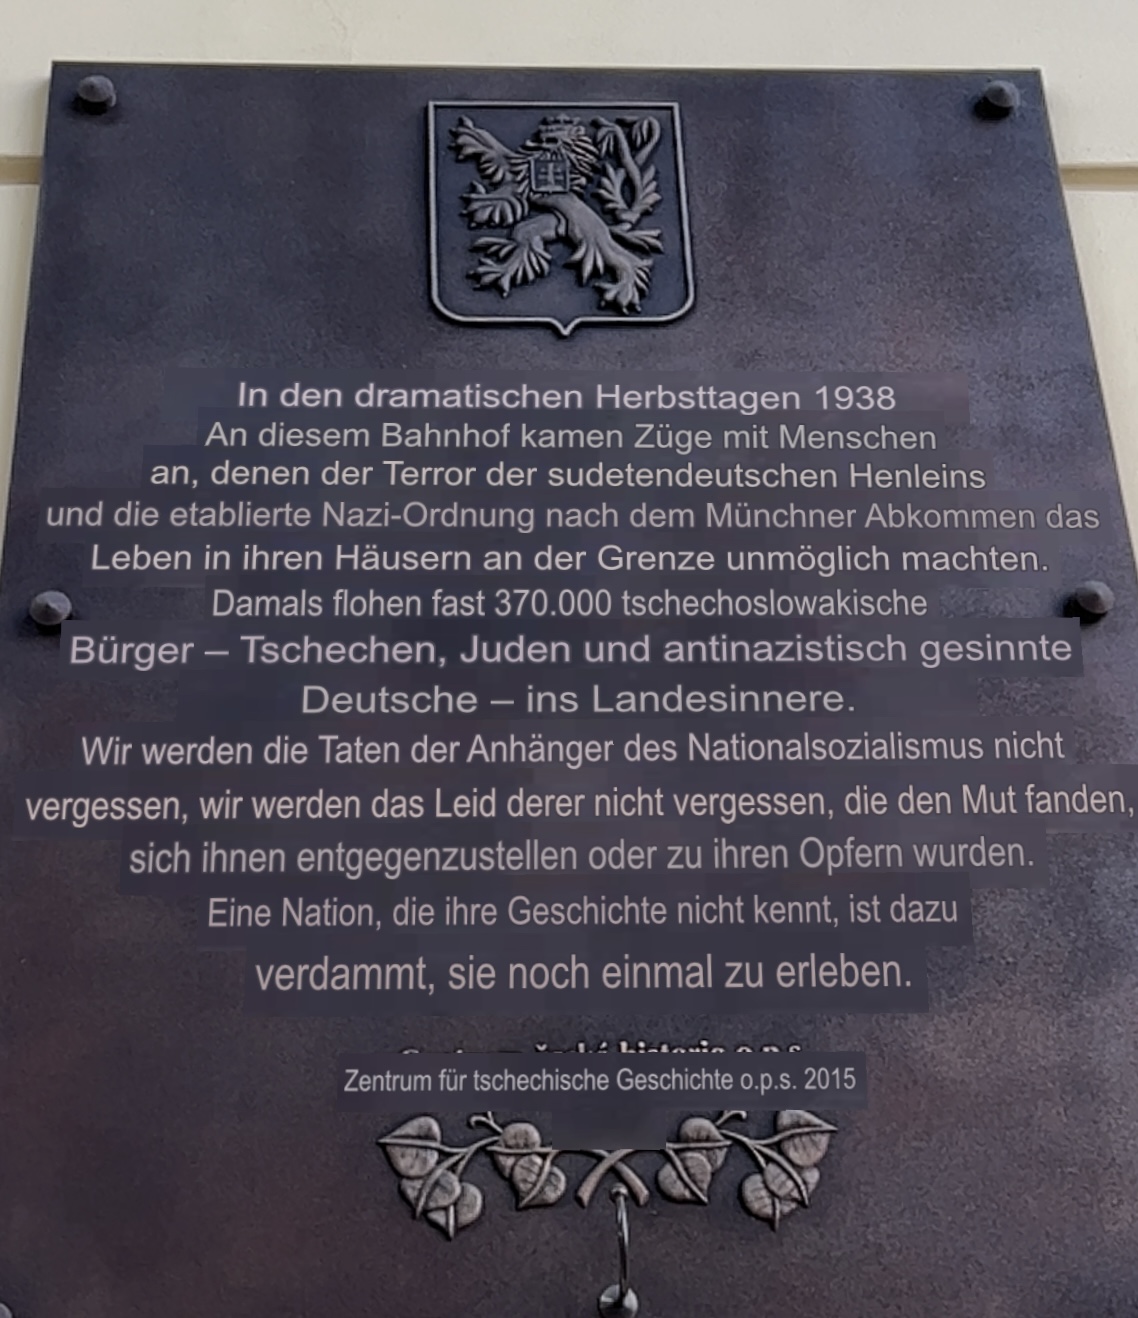 In den dramatischen Herbsttagen 1938
An diesem Bahnhof kamen Züge mit Menschen
an, denen der Terror der sudetendeutschen Henleins
und die etablierte Nazi-Ordnung nach dem Münchner Abkommen das
Leben in ihren Häusern an der Grenze unmöglich machten.
Damals flohen fast 370.000 tschechoslowakische
Bürger – Tschechen, Juden und antinazistisch gesinnte
Deutsche – ins Landesinnere.
Wir werden die Taten der Anhänger des Nationalsozialismus nicht
vergessen, wir werden das Leid derer nicht vergessen, die den Mut fanden,
sich ihnen entgegenzustellen oder zu ihren Opfern wurden.
Eine Nation, die ihre Geschichte nicht kennt, ist dazu
verdammt, sie noch einmal zu erleben.
Zentrum für tschechische Geschichte o.p.s. 2015